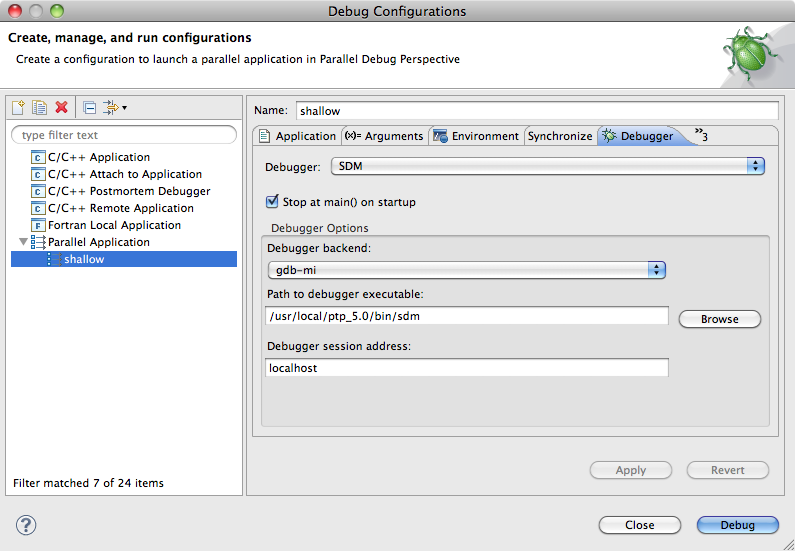 Debug Configurations
Create, manage, and run configurations
Create a configuration to launch a parallel application in Parallel Debug Perspective
type filter text
C/C++ Application
C/C++ Attach to Application
C/C++ Postmortem Debugger
C/C++ Remote Application
Fortran Local Application
Parallel Application
shallow
Filter matched 7 of 24 items
Name: shallow
Application (x)= Arguments Environment Synchronize Debugger »3
Debugger: SDM
Stop at main() on startup
Debugger Options
Debugger backend:
gdb-mi
Path to debugger executable:
/usr/local/ptp_5.0/bin/sdm Browse
Debugger session address:
localhost
Apply Revert
? Close Debug